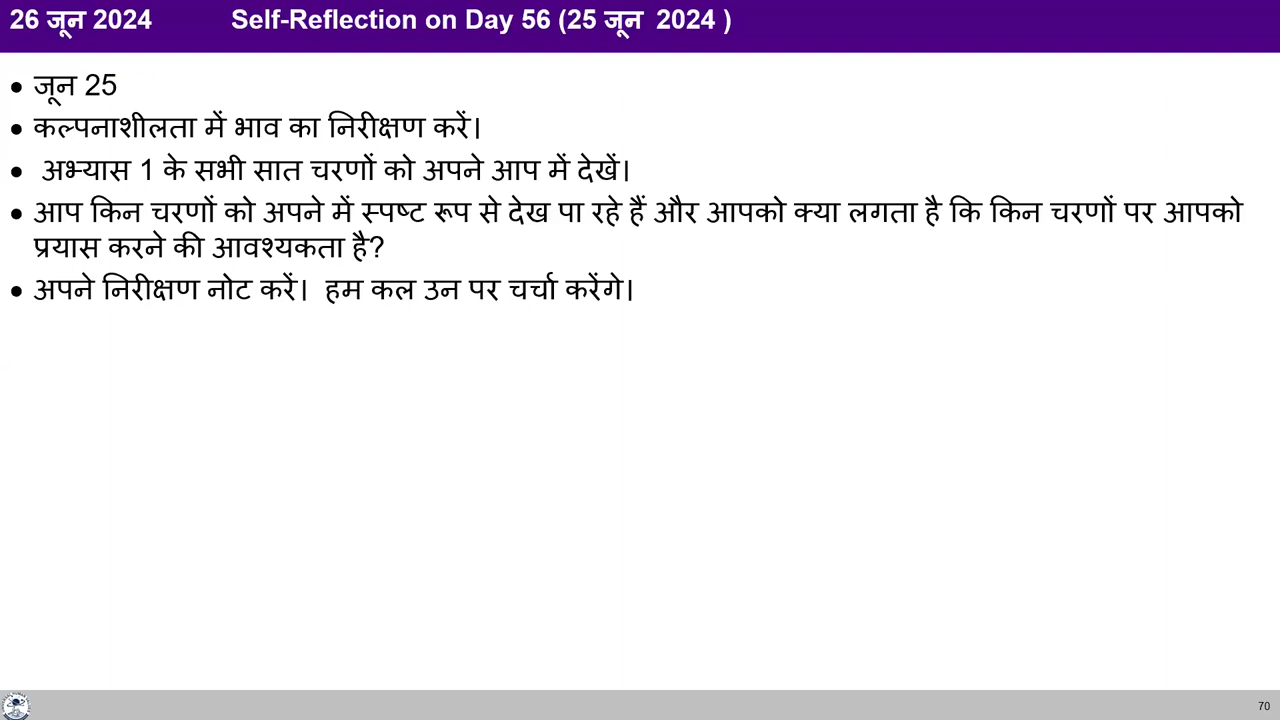 26 जून 2024 Self-Reflection on Day 56 (25 जून 2024 )
• जून 25
• कल्पनाशीलता में भाव का निरीक्षण करें।
• अभ्यास 1 के सभी सात चरणों को अपने आप में देखें।
• आप किन चरणों को अपने में स्पष्ट रूप से देख पा रहे हैं और आपको क्या लगता है कि किन चरणों पर आपको
प्रयास करने की आवश्यकता है?
• अपने निरीक्षण नोट करें। हम कल उन पर चर्चा करेंगे।
70